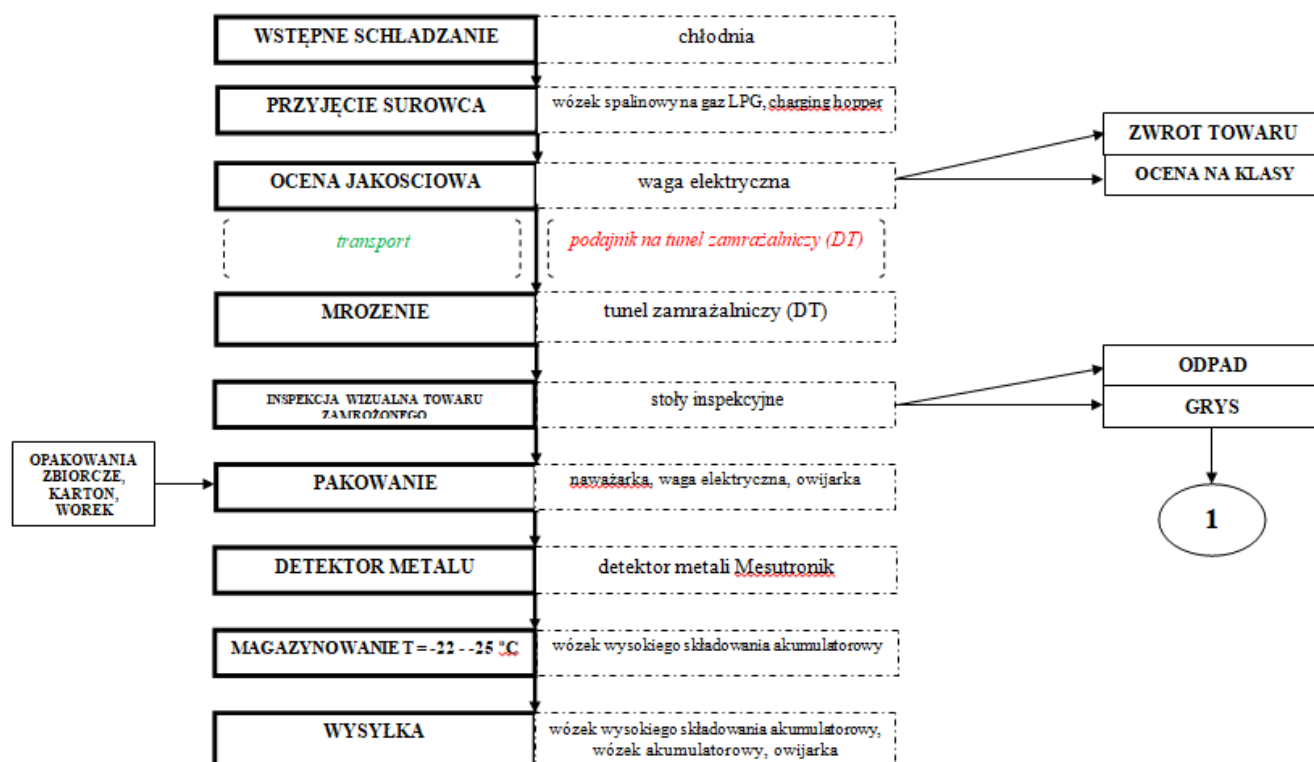 WSTĘPNE SCHŁADZANIE
chłodnia
PRZYJĘCIE SUROWCA
wózek spalinowy na gaz LPG, charging hopper
ZWROT TOWARU
OCENA JAKOSCIOWA
waga elektryczna
OCENA NA KLASY
transport
podajnik na tunel zamrażalniczy (DT)
MROZENIE
tunel zamrażalniczy (DT)
ODPAD
INSPEKCJA WIZUALNA TOWARU
ZAMROŻONEGO
stoły inspekcyjne
GRYS
OPAKOWANIA
ZBIORCZE,
KARTON,
WOREK
PAKOWANIE
naważarka, waga elektryczna, owijarka
1
DETEKTOR METALU
detektor metali Mesutronik
MAGAZYNOWANIE T = -22 - -25 °C
wózek wysokiego składowania akumulatorowy
WYSYŁKA
wózek wysokiego składowania akumulatorowy,
wózek akumulatorowy, owijarka